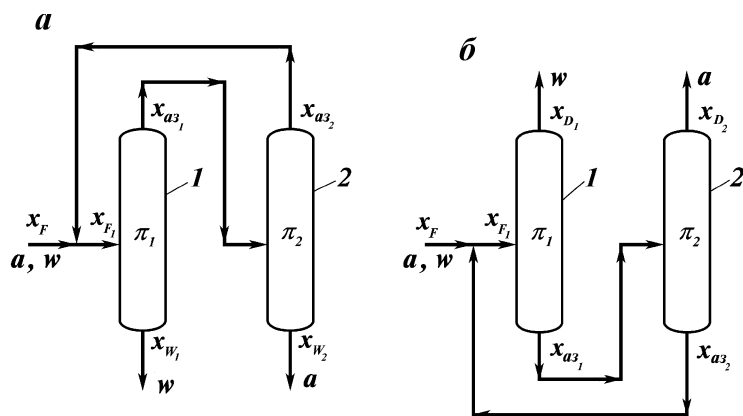 а
x_аз₁
x_аз₂
1
2
x_F
x_F₁
π₁
π₂
a, w
x_W₁
x_W₂
w
a
б
w
a
x_D₁
x_D₂
1
2
x_F
x_F₁
π₁
π₂
a, w
x_аз₁
x_аз₂